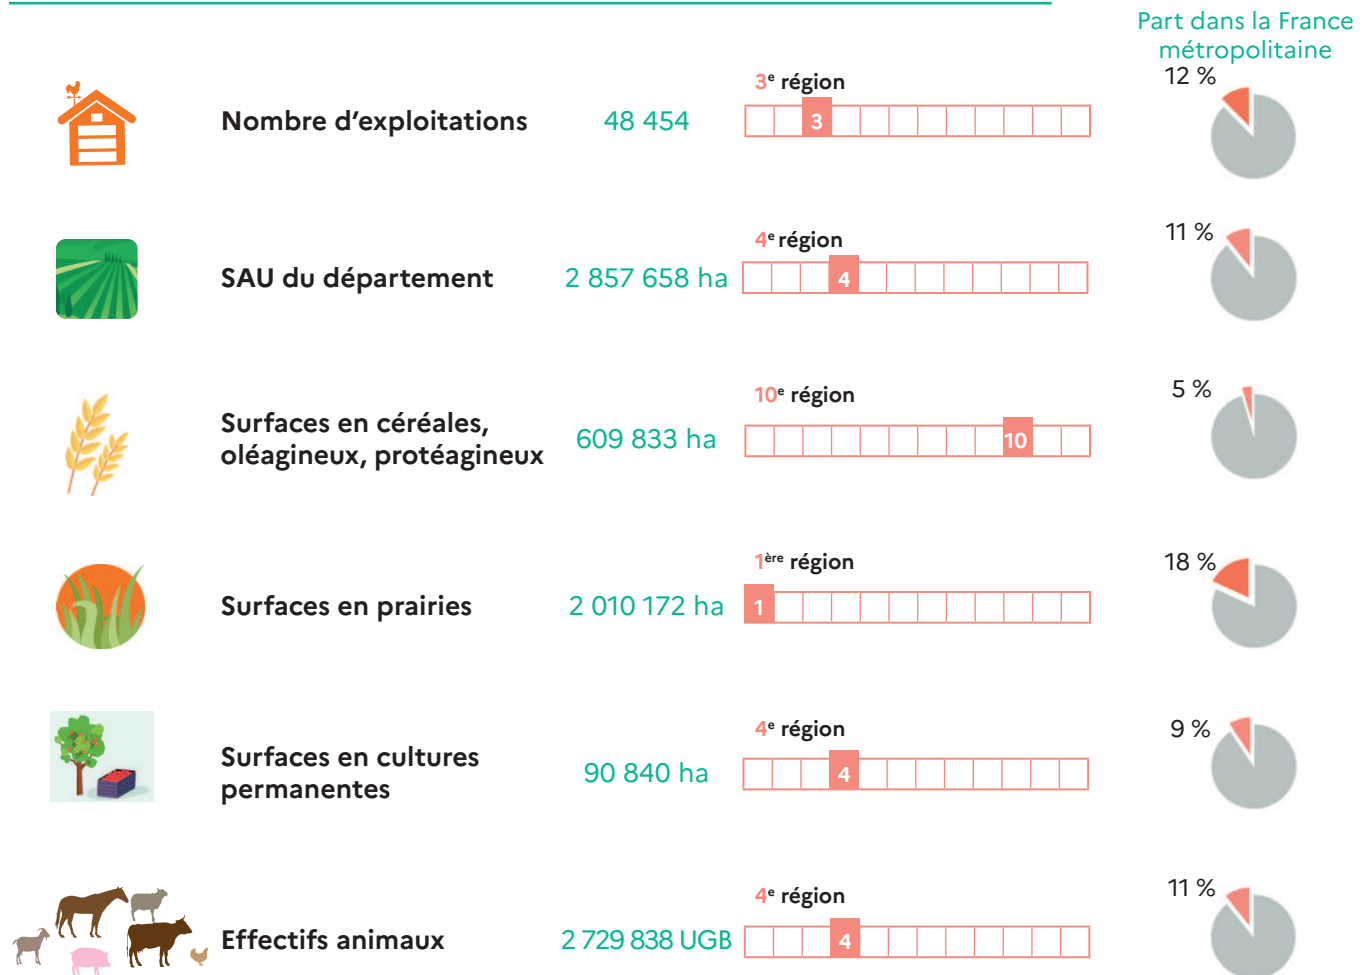 Part dans la France
métropolitaine
Nombre d'exploitations 48 454 3e région 3 12 %
SAU du département 2 857 658 ha 4e région 4 11 %
Surfaces en céréales,
oléagineux, protéagineux 609 833 ha 10e région 10 5 %
Surfaces en prairies 2 010 172 ha 1ère région 1 18 %
Surfaces en cultures
permanentes 90 840 ha 4e région 4 9 %
Effectifs animaux 2 729 838 UGB 4e région 4 11 %